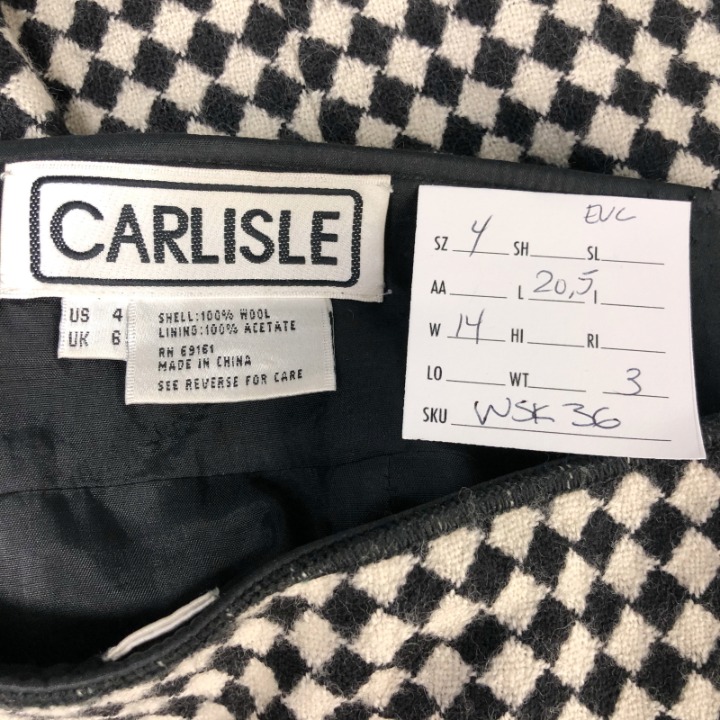 CARLISLE
US 4
UK 6
SHELL:100% WOOL
LINING:100% ACETATE
RN 69161
MADE IN CHINA
SEE REVERSE FOR CARE
EUC
SZ 4 SH SL
AA L 20,5 I
W 14 HI RI
LO WT 3
SKU WSK 36